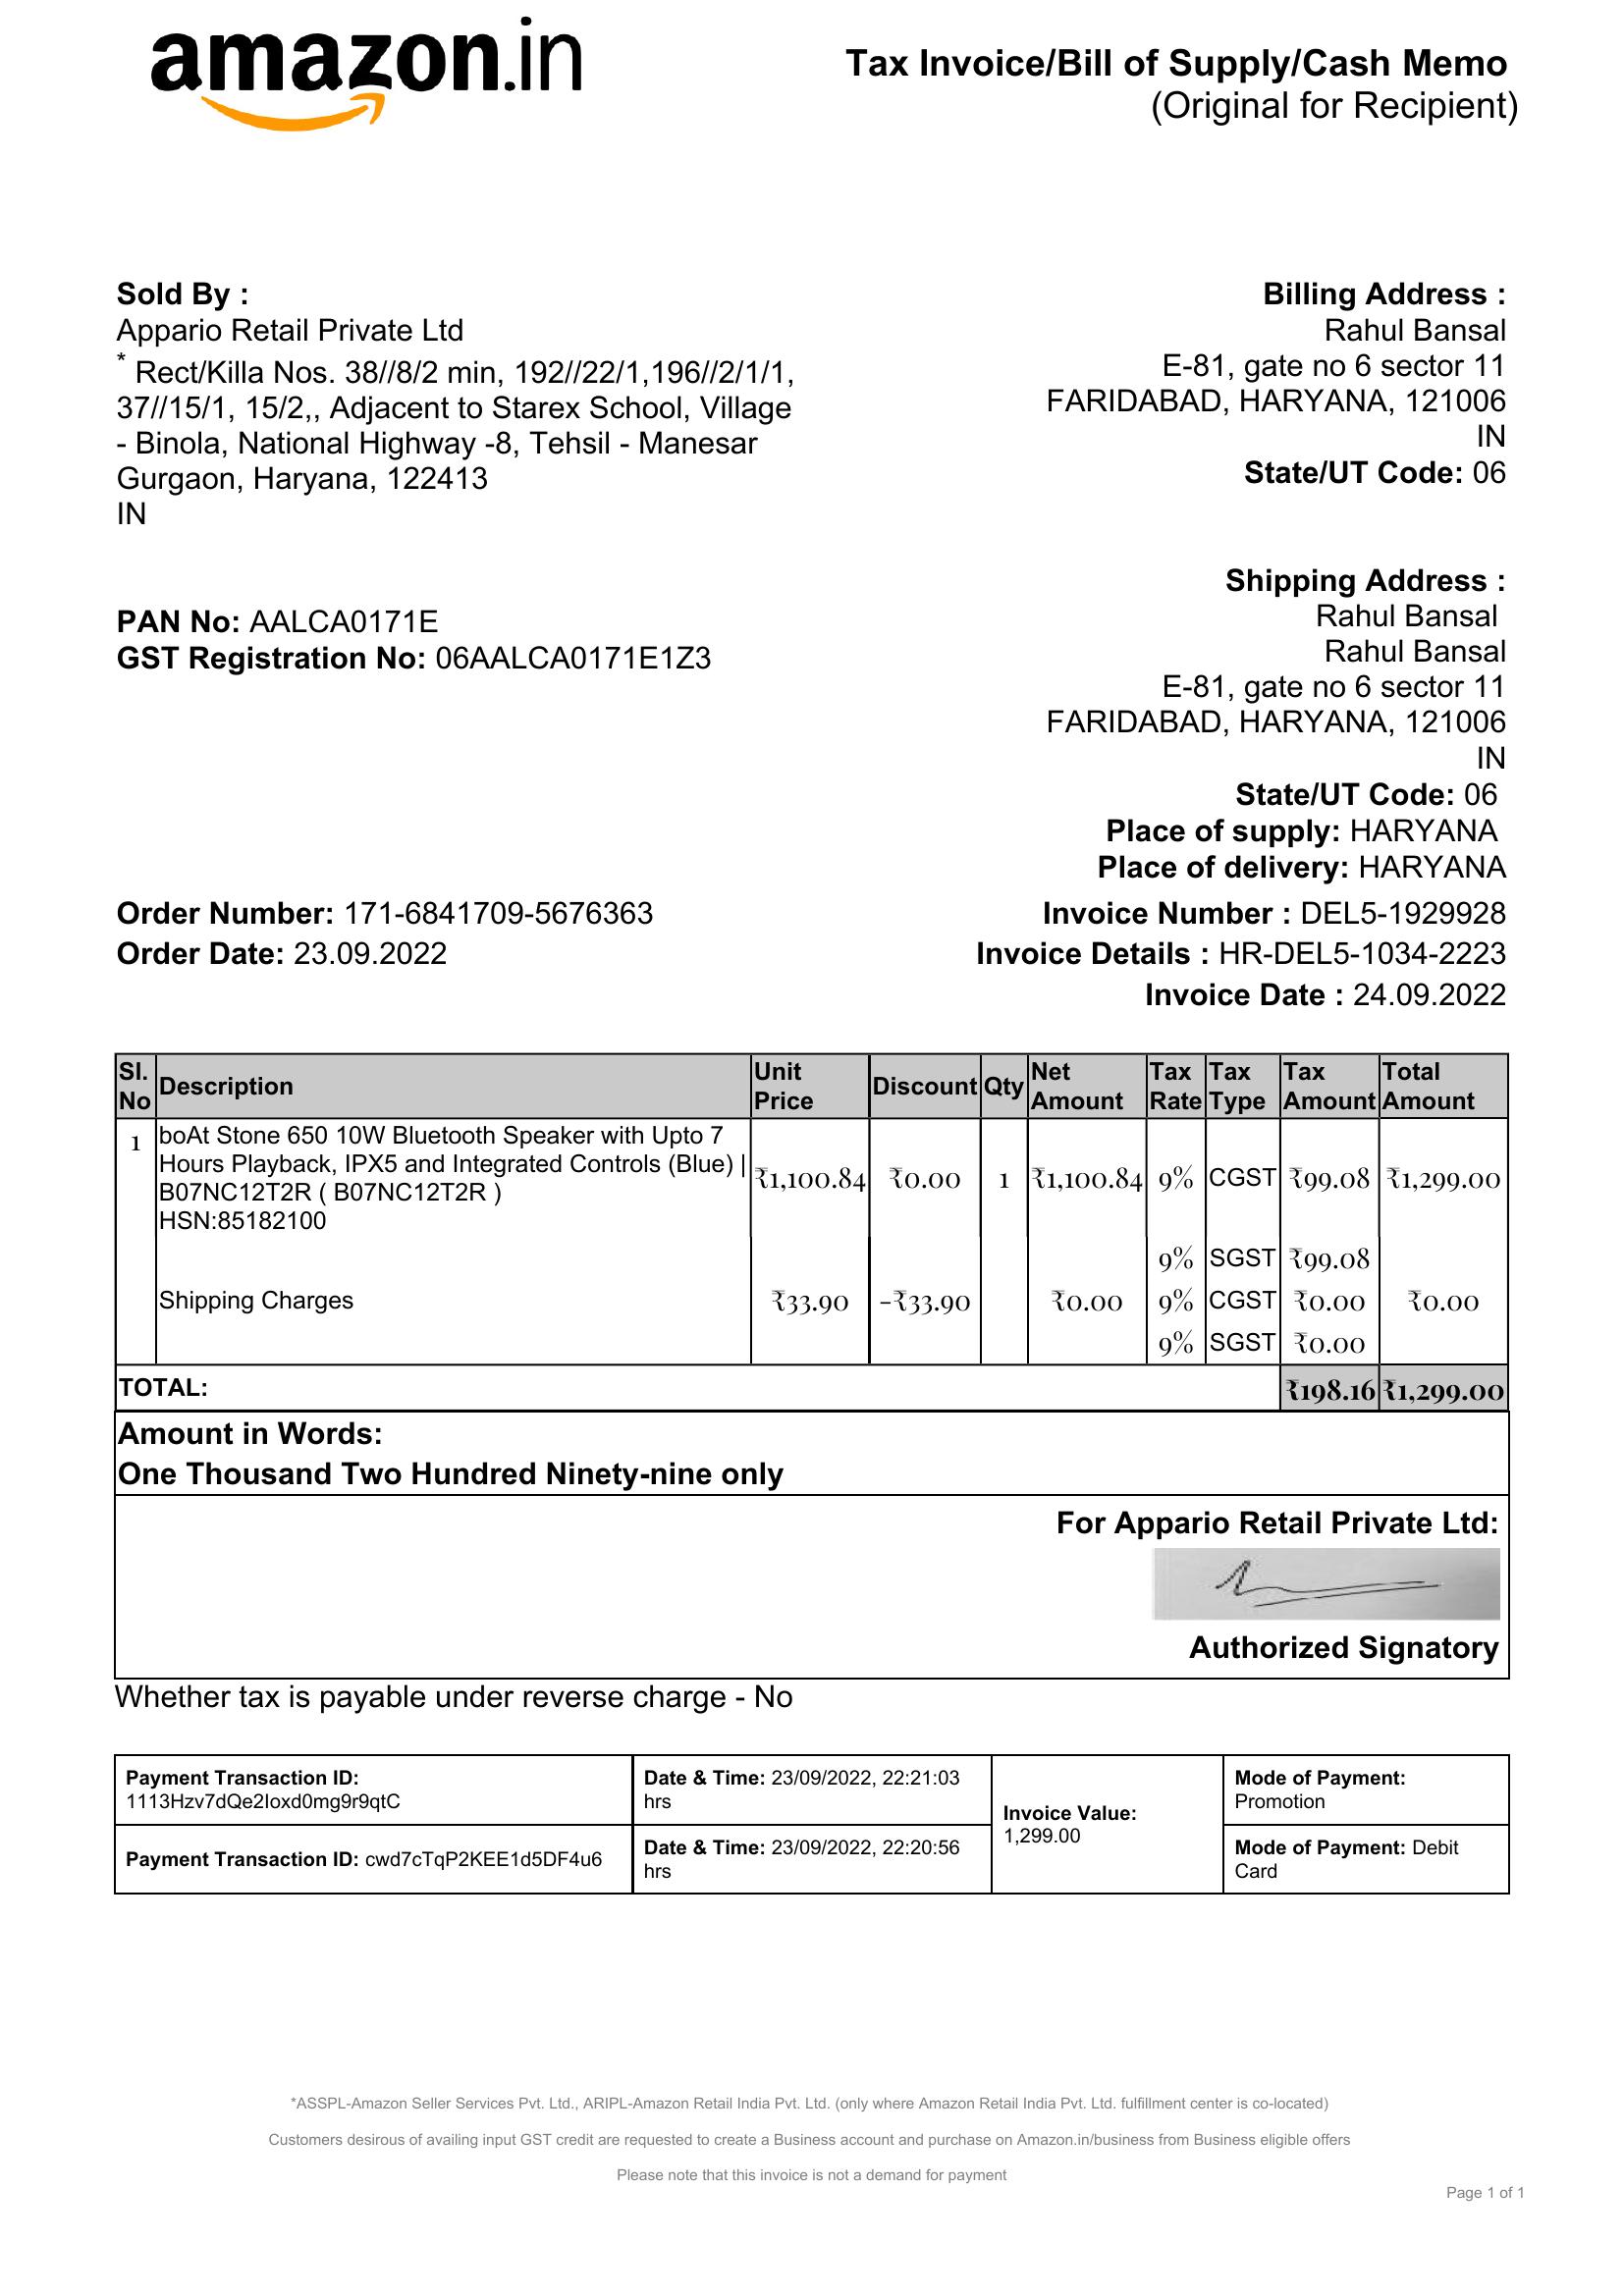 amazon.in
Tax Invoice/Bill of Supply/Cash Memo
(Original for Recipient)
Sold By :
Appario Retail Private Ltd
* Rect/Killa Nos. 38//8/2 min, 192//22/1,196//2/1/1,
37//15/1, 15/2,, Adjacent to Starex School, Village
- Binola, National Highway -8, Tehsil - Manesar
Gurgaon, Haryana, 122413
IN
PAN No: AALCA0171E
GST Registration No: 06AALCA0171E1Z3
Billing Address :
Rahul Bansal
E-81, gate no 6 sector 11
FARIDABAD, HARYANA, 121006
IN
State/UT Code: 06
Shipping Address :
Rahul Bansal
Rahul Bansal
E-81, gate no 6 sector 11
FARIDABAD, HARYANA, 121006
IN
State/UT Code: 06
Place of supply: HARYANA
Place of delivery: HARYANA
Order Number: 171-6841709-5676363
Order Date: 23.09.2022
Invoice Number : DEL5-1929928
Invoice Details : HR-DEL5-1034-2223
Invoice Date : 24.09.2022
Sl. No Description Unit Price Discount Qty Net Amount Tax Rate Tax Type Tax Amount Total Amount
1 boAt Stone 650 10W Bluetooth Speaker with Upto 7
Hours Playback, IPX5 and Integrated Controls (Blue) |
B07NC12T2R ( B07NC12T2R )
HSN:85182100
₹1,100.84 ₹0.00 1 ₹1,100.84 9% CGST ₹99.08 ₹1,299.00
9% SGST ₹99.08
Shipping Charges ₹33.90 -₹33.90 ₹0.00 9% CGST ₹0.00 ₹0.00
9% SGST ₹0.00
TOTAL: ₹198.16 ₹1,299.00
Amount in Words:
One Thousand Two Hundred Ninety-nine only
For Appario Retail Private Ltd:
Authorized Signatory
Whether tax is payable under reverse charge - No
Payment Transaction ID:
1113Hzv7dQe2Ioxd0mg9r9qtC
Date & Time: 23/09/2022, 22:21:03
hrs
Invoice Value:
1,299.00
Mode of Payment:
Promotion
Payment Transaction ID: cwd7cTqP2KEE1d5DF4u6
Date & Time: 23/09/2022, 22:20:56
hrs
Mode of Payment: Debit
Card
*ASSPL-Amazon Seller Services Pvt. Ltd., ARIPL-Amazon Retail India Pvt. Ltd. (only where Amazon Retail India Pvt. Ltd. fulfillment center is co-located)
Customers desirous of availing input GST credit are requested to create a Business account and purchase on Amazon.in/business from Business eligible offers
Please note that this invoice is not a demand for payment
Page 1 of 1